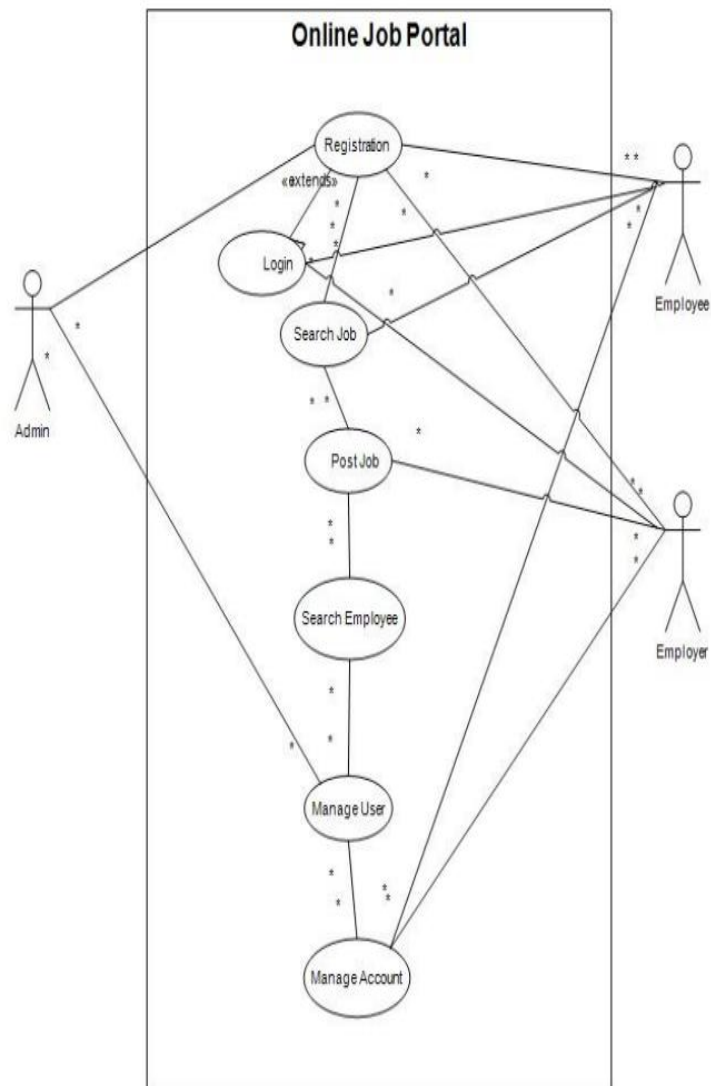 Online Job Portal
Registration
* *
*
«extends»
*
*
*
*
*
*
Login
*
*
Employee
*
Search Job
*
*
Admin
* *
*
Post Job
*
*
*
*
*
*
Search Employee
Employer
*
*
*
Manage User
*
*
*
*
Manage Account